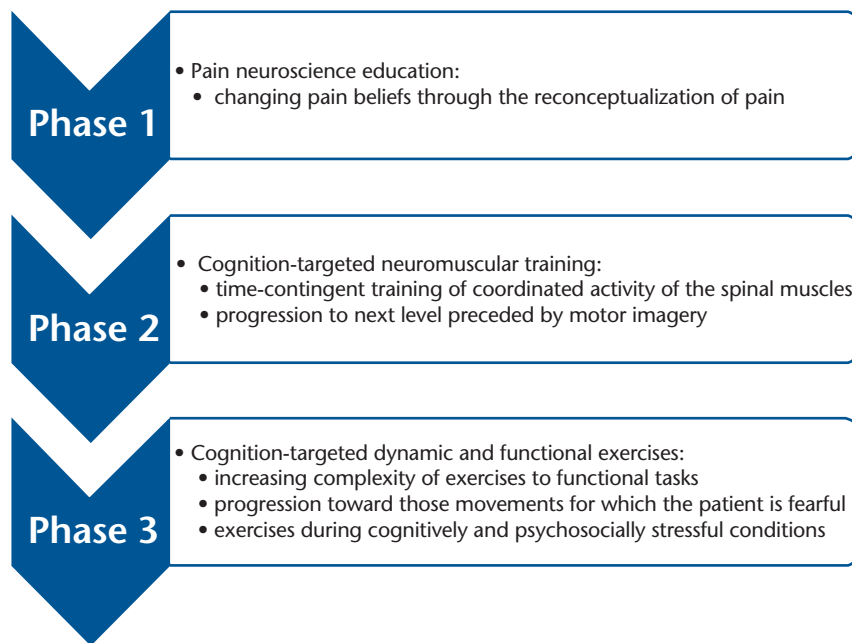 Phase 1
• Pain neuroscience education:
• changing pain beliefs through the reconceptualization of pain
Phase 2
• Cognition-targeted neuromuscular training:
• time-contingent training of coordinated activity of the spinal muscles
• progression to next level preceded by motor imagery
Phase 3
• Cognition-targeted dynamic and functional exercises:
• increasing complexity of exercises to functional tasks
• progression toward those movements for which the patient is fearful
• exercises during cognitively and psychosocially stressful conditions